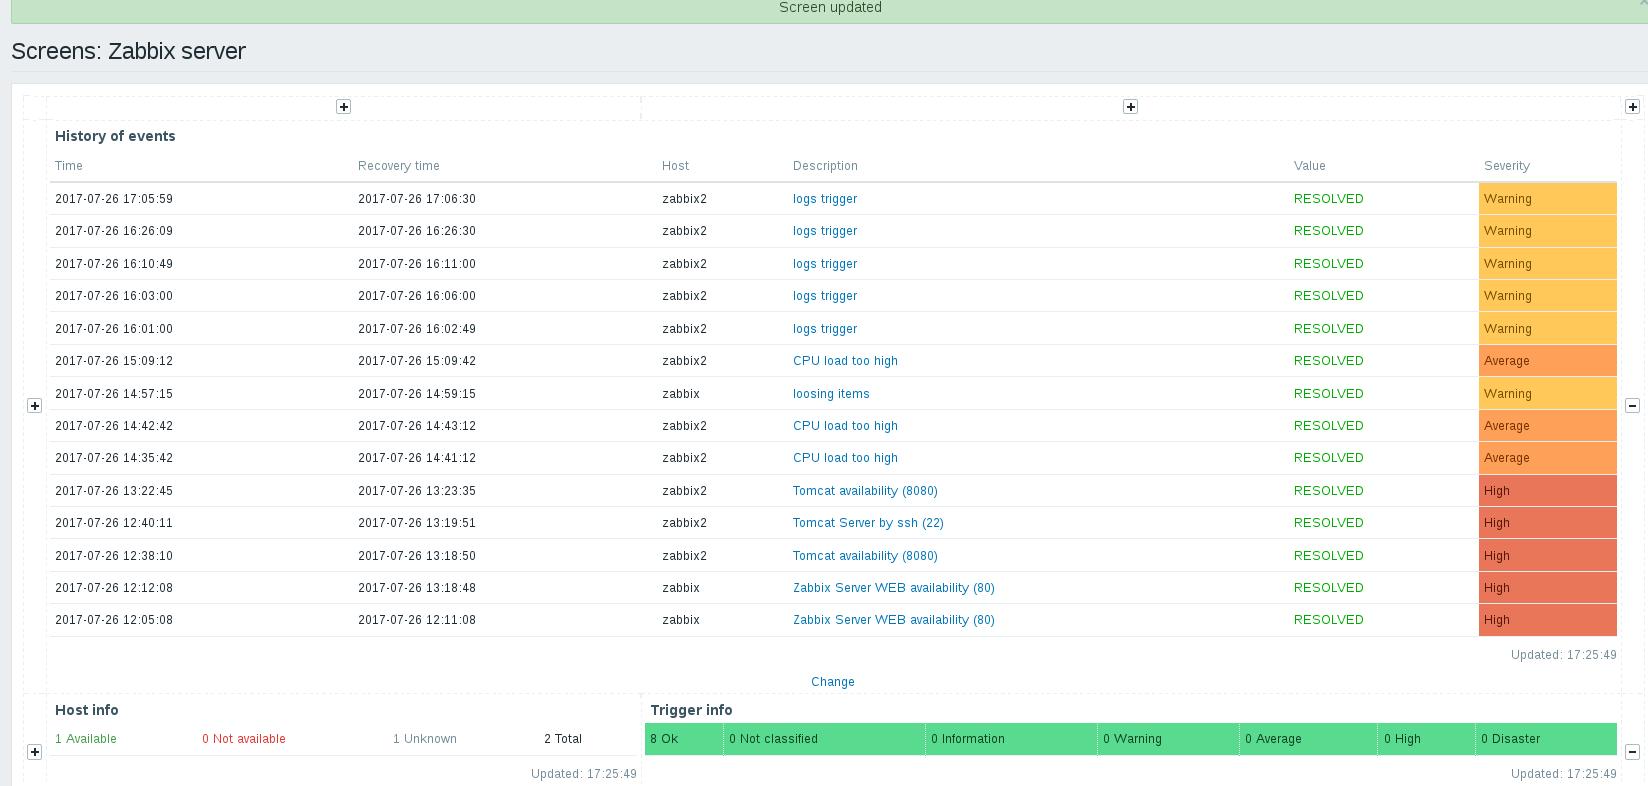 Screen updated
Screens: Zabbix server
History of events
Time Recovery time Host Description Value Severity
2017-07-26 17:05:59 2017-07-26 17:06:30 zabbix2 logs trigger RESOLVED Warning
2017-07-26 16:26:09 2017-07-26 16:26:30 zabbix2 logs trigger RESOLVED Warning
2017-07-26 16:10:49 2017-07-26 16:11:00 zabbix2 logs trigger RESOLVED Warning
2017-07-26 16:03:00 2017-07-26 16:06:00 zabbix2 logs trigger RESOLVED Warning
2017-07-26 16:01:00 2017-07-26 16:02:49 zabbix2 logs trigger RESOLVED Warning
2017-07-26 15:09:12 2017-07-26 15:09:42 zabbix2 CPU load too high RESOLVED Average
2017-07-26 14:57:15 2017-07-26 14:59:15 zabbix loosing items RESOLVED Warning
2017-07-26 14:42:42 2017-07-26 14:43:12 zabbix2 CPU load too high RESOLVED Average
2017-07-26 14:35:42 2017-07-26 14:41:12 zabbix2 CPU load too high RESOLVED Average
2017-07-26 13:22:45 2017-07-26 13:23:35 zabbix2 Tomcat availability (8080) RESOLVED High
2017-07-26 12:40:11 2017-07-26 13:19:51 zabbix2 Tomcat Server by ssh (22) RESOLVED High
2017-07-26 12:38:10 2017-07-26 13:18:50 zabbix2 Tomcat availability (8080) RESOLVED High
2017-07-26 12:12:08 2017-07-26 13:18:48 zabbix Zabbix Server WEB availability (80) RESOLVED High
2017-07-26 12:05:08 2017-07-26 12:11:08 zabbix Zabbix Server WEB availability (80) RESOLVED High
Updated: 17:25:49
Change
Host info
1 Available 0 Not available 1 Unknown 2 Total
Updated: 17:25:49
Trigger info
8 Ok 0 Not classified 0 Information 0 Warning 0 Average 0 High 0 Disaster
Updated: 17:25:49